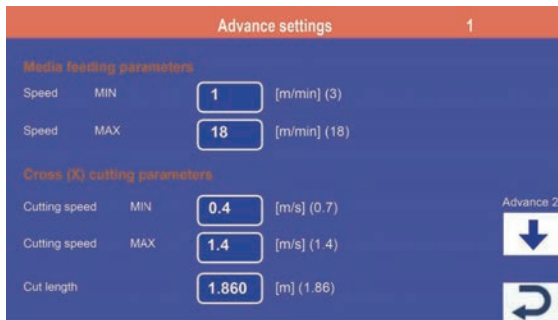 Advance settings 1
Media feeding parameters
Speed MIN 1 [m/min] (3)
Speed MAX 18 [m/min] (18)
Cross (X) cutting parameters
Cutting speed MIN 0.4 [m/s] (0.7)
Advance 2
Cutting speed MAX 1.4 [m/s] (1.4)
Cut length 1.860 [m] (1.86)